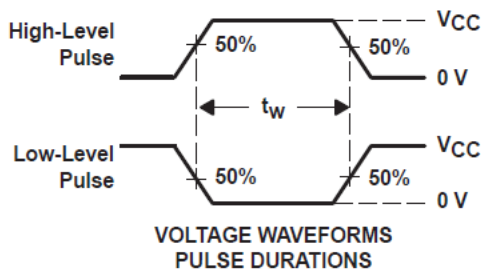 High-Level
Pulse
50%
50%
VCC
0 V
tw
Low-Level
Pulse
50%
50%
VCC
0 V
VOLTAGE WAVEFORMS
PULSE DURATIONS